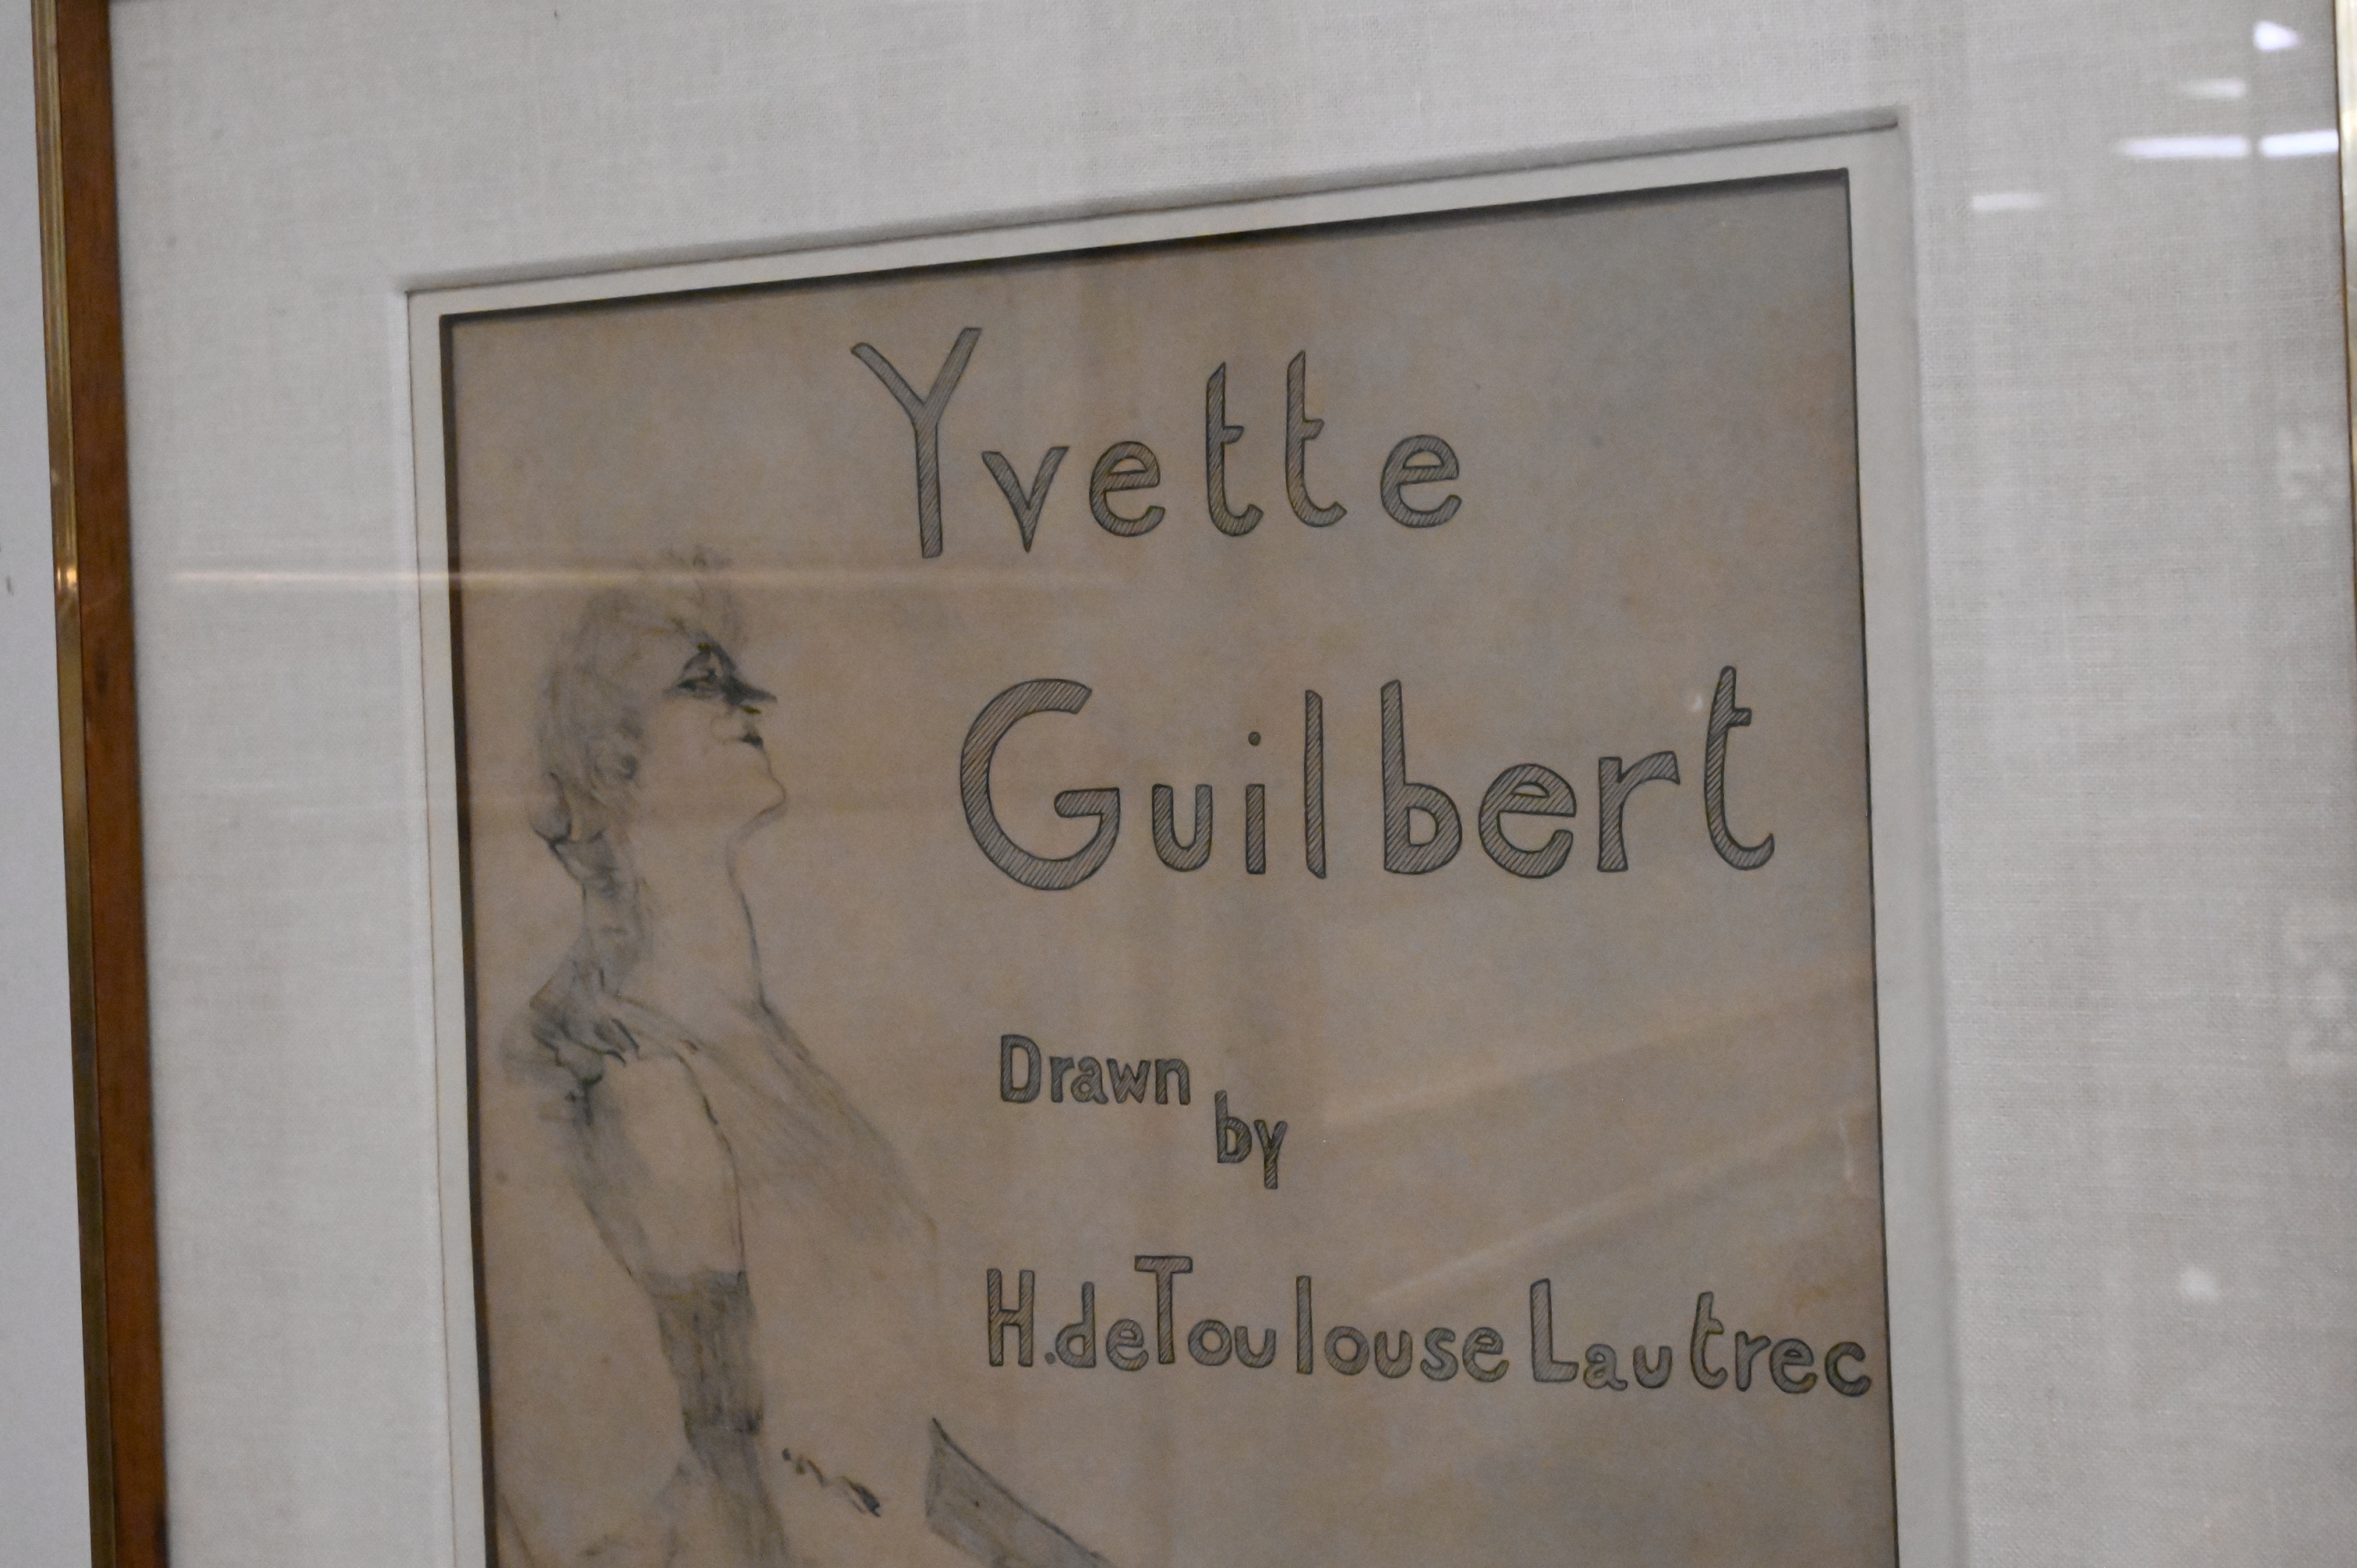 Yvette
Guilbert
Drawn
by
H.deToulouse Lautrec